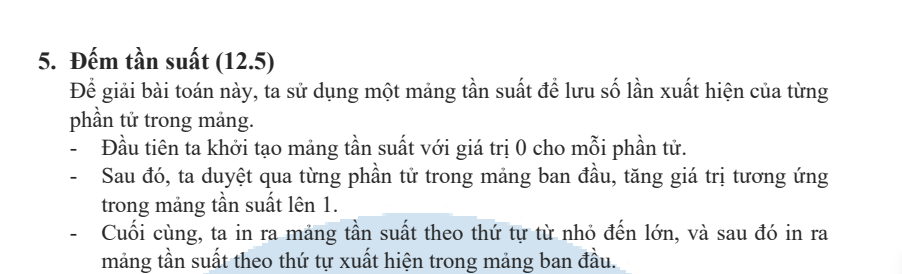 5. Đếm tần suất (12.5)
Để giải bài toán này, ta sử dụng một mảng tần suất để lưu số lần xuất hiện của từng
phần tử trong mảng.
- Đầu tiên ta khởi tạo mảng tần suất với giá trị 0 cho mỗi phần tử.
- Sau đó, ta duyệt qua từng phần tử trong mảng ban đầu, tăng giá trị tương ứng
trong mảng tần suất lên 1.
- Cuối cùng, ta in ra mảng tần suất theo thứ tự từ nhỏ đến lớn, và sau đó in ra
mảng tần suất theo thứ tự xuất hiện trong mảng ban đầu.